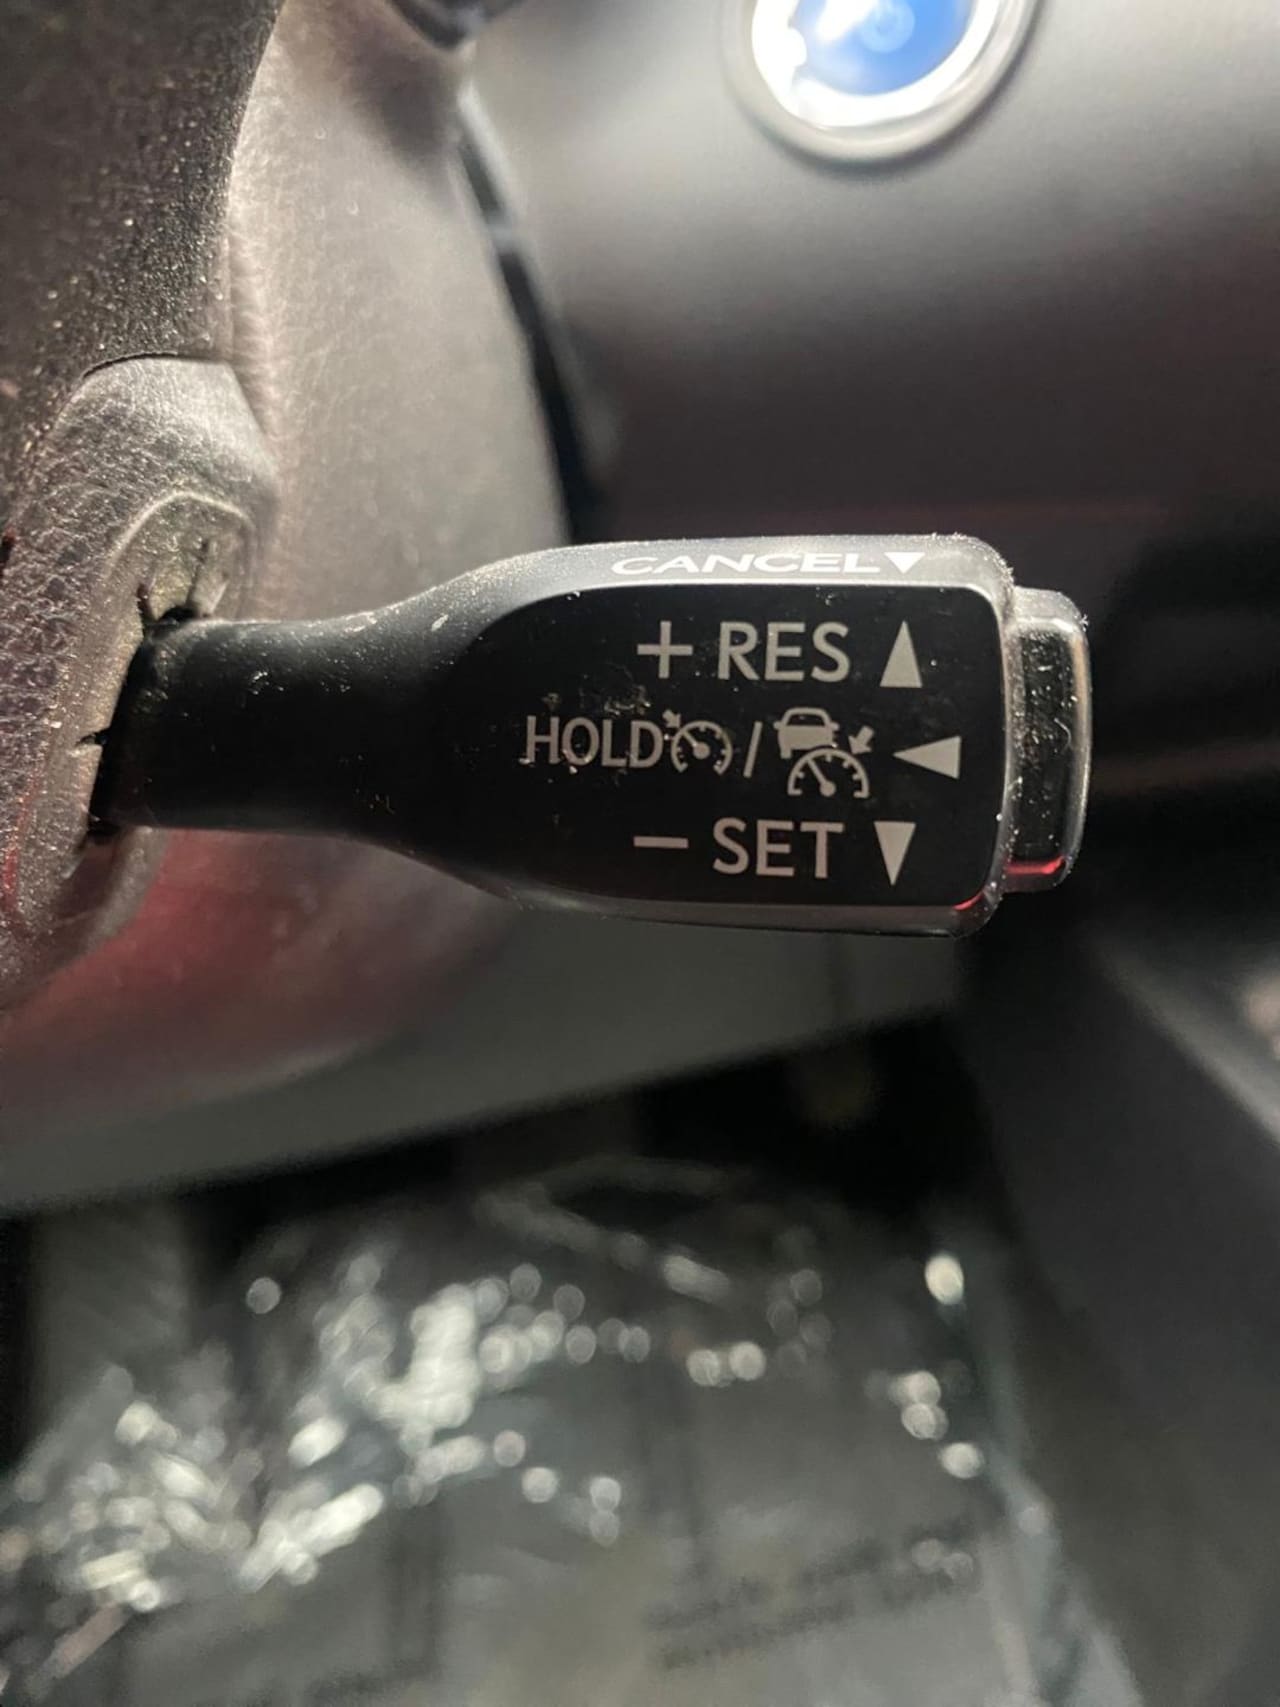 CANCEL▼
+ RES ▲
HOLD / ◀
− SET ▼